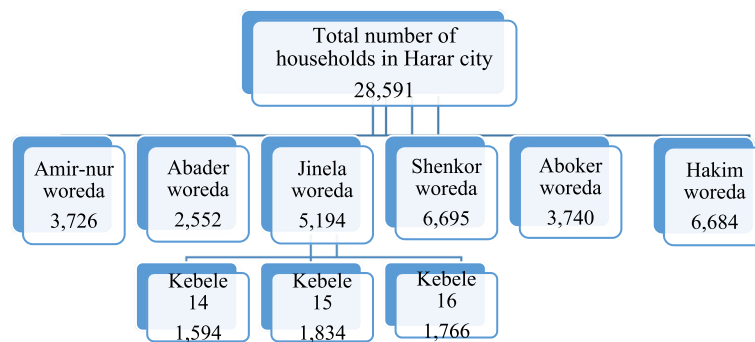 Total number of
households in Harar city
28,591
Amir-nur
woreda
3,726
Abader
woreda
2,552
Jinela
woreda
5,194
Shenkor
woreda
6,695
Aboker
woreda
3,740
Hakim
woreda
6,684
Kebele
14
1,594
Kebele
15
1,834
Kebele
16
1,766